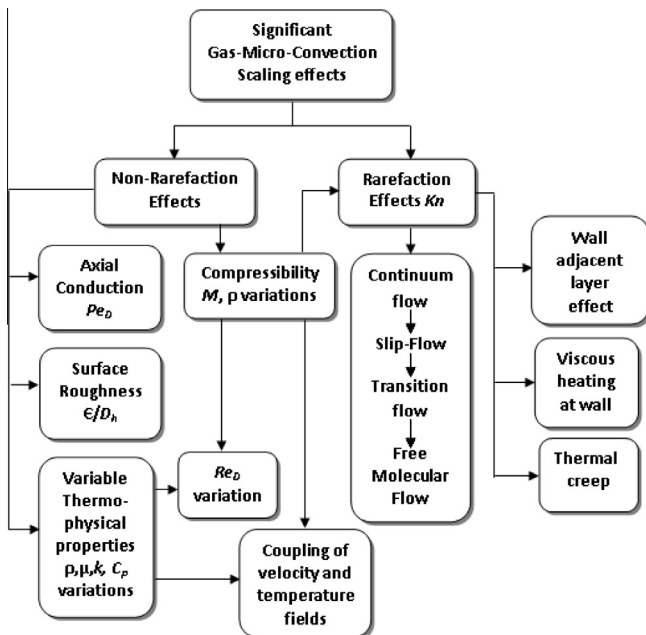 Significant
Gas-Micro-Convection
Scaling effects
Non-Rarefaction
Effects
Rarefaction
Effects Kn
Axial
Conduction
Pe_D
Compressibility
M, ρ variations
Continuum
flow
Slip-Flow
Transition
flow
Free
Molecular
Flow
Wall
adjacent
layer
effect
Surface
Roughness
Є/D_h
Viscous
heating
at wall
Variable
Thermo-
physical
properties
ρ,μ,k, C_p
variations
Re_D
variation
Thermal
creep
Coupling of
velocity and
temperature
fields